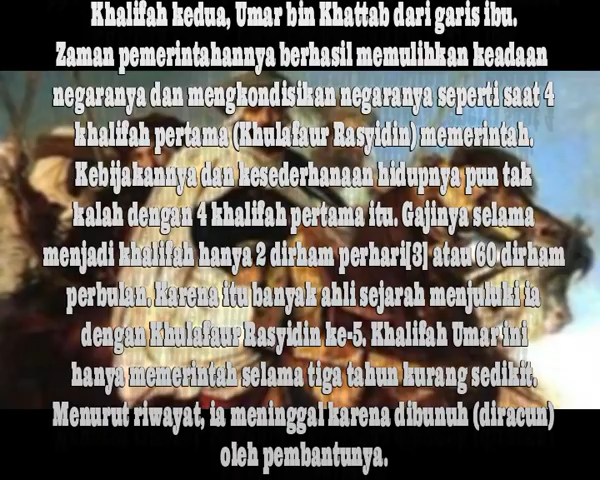 Khalifah kedua, Umar bin Khattab dari garis ibu.
Zaman pemerintahannya berhasil memulihkan keadaan
negaranya dan mengkondisikan negaranya seperti saat 4
khalifah pertama (Khulafaur Rasyidin) memerintah.
Kebijakannya dan kesederhanaan hidupnya pun tak
kalah dengan 4 khalifah pertama itu. Gajinya selama
menjadi khalifah hanya 2 dirham perhari[3] atau 60 dirham
perbulan. Karena itu banyak ahli sejarah menjuluki ia
dengan Khulafaur Rasyidin ke-5. Khalifah Umar ini
hanya memerintah selama tiga tahun kurang sedikit.
Menurut riwayat, ia meninggal karena dibunuh (diracun)
oleh pembantunya.